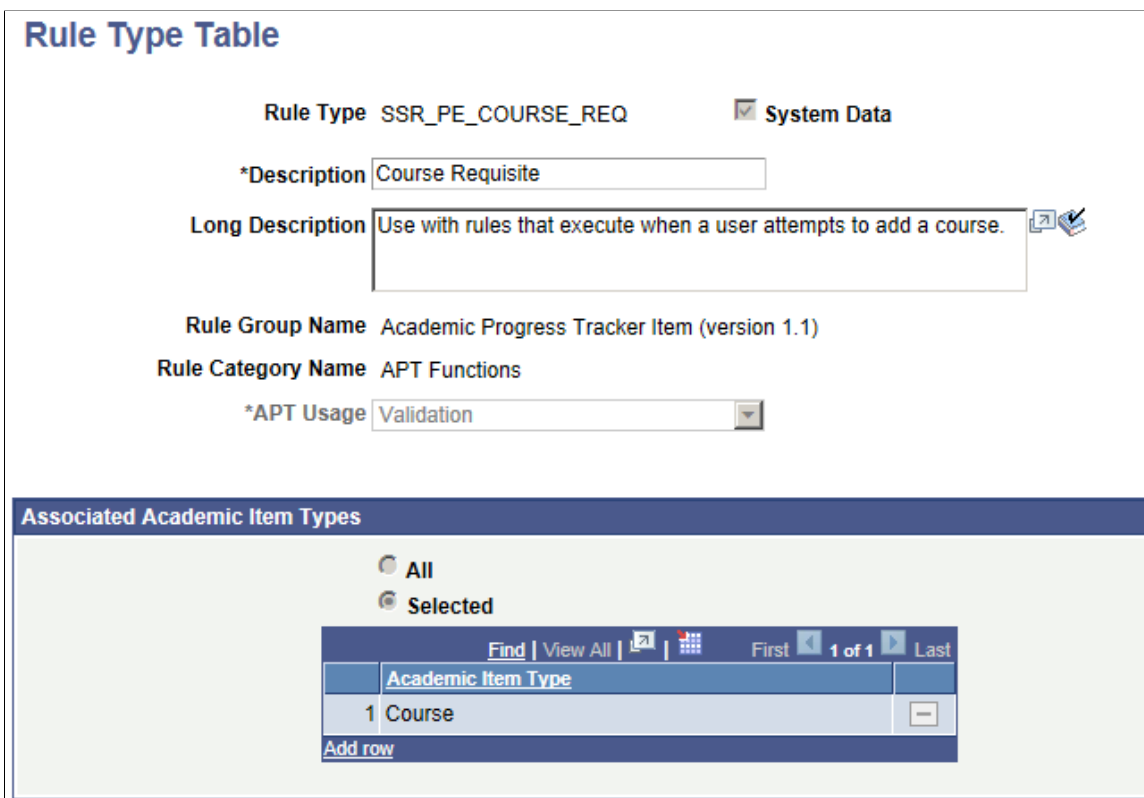 Rule Type Table
Rule Type SSR_PE_COURSE_REQ System Data
*Description Course Requisite
Long Description Use with rules that execute when a user attempts to add a course.
Rule Group Name Academic Progress Tracker Item (version 1.1)
Rule Category Name APT Functions
*APT Usage Validation
Associated Academic Item Types
All
Selected
Find | View All | | First 1 of 1 Last
Academic Item Type
1 Course
Add row